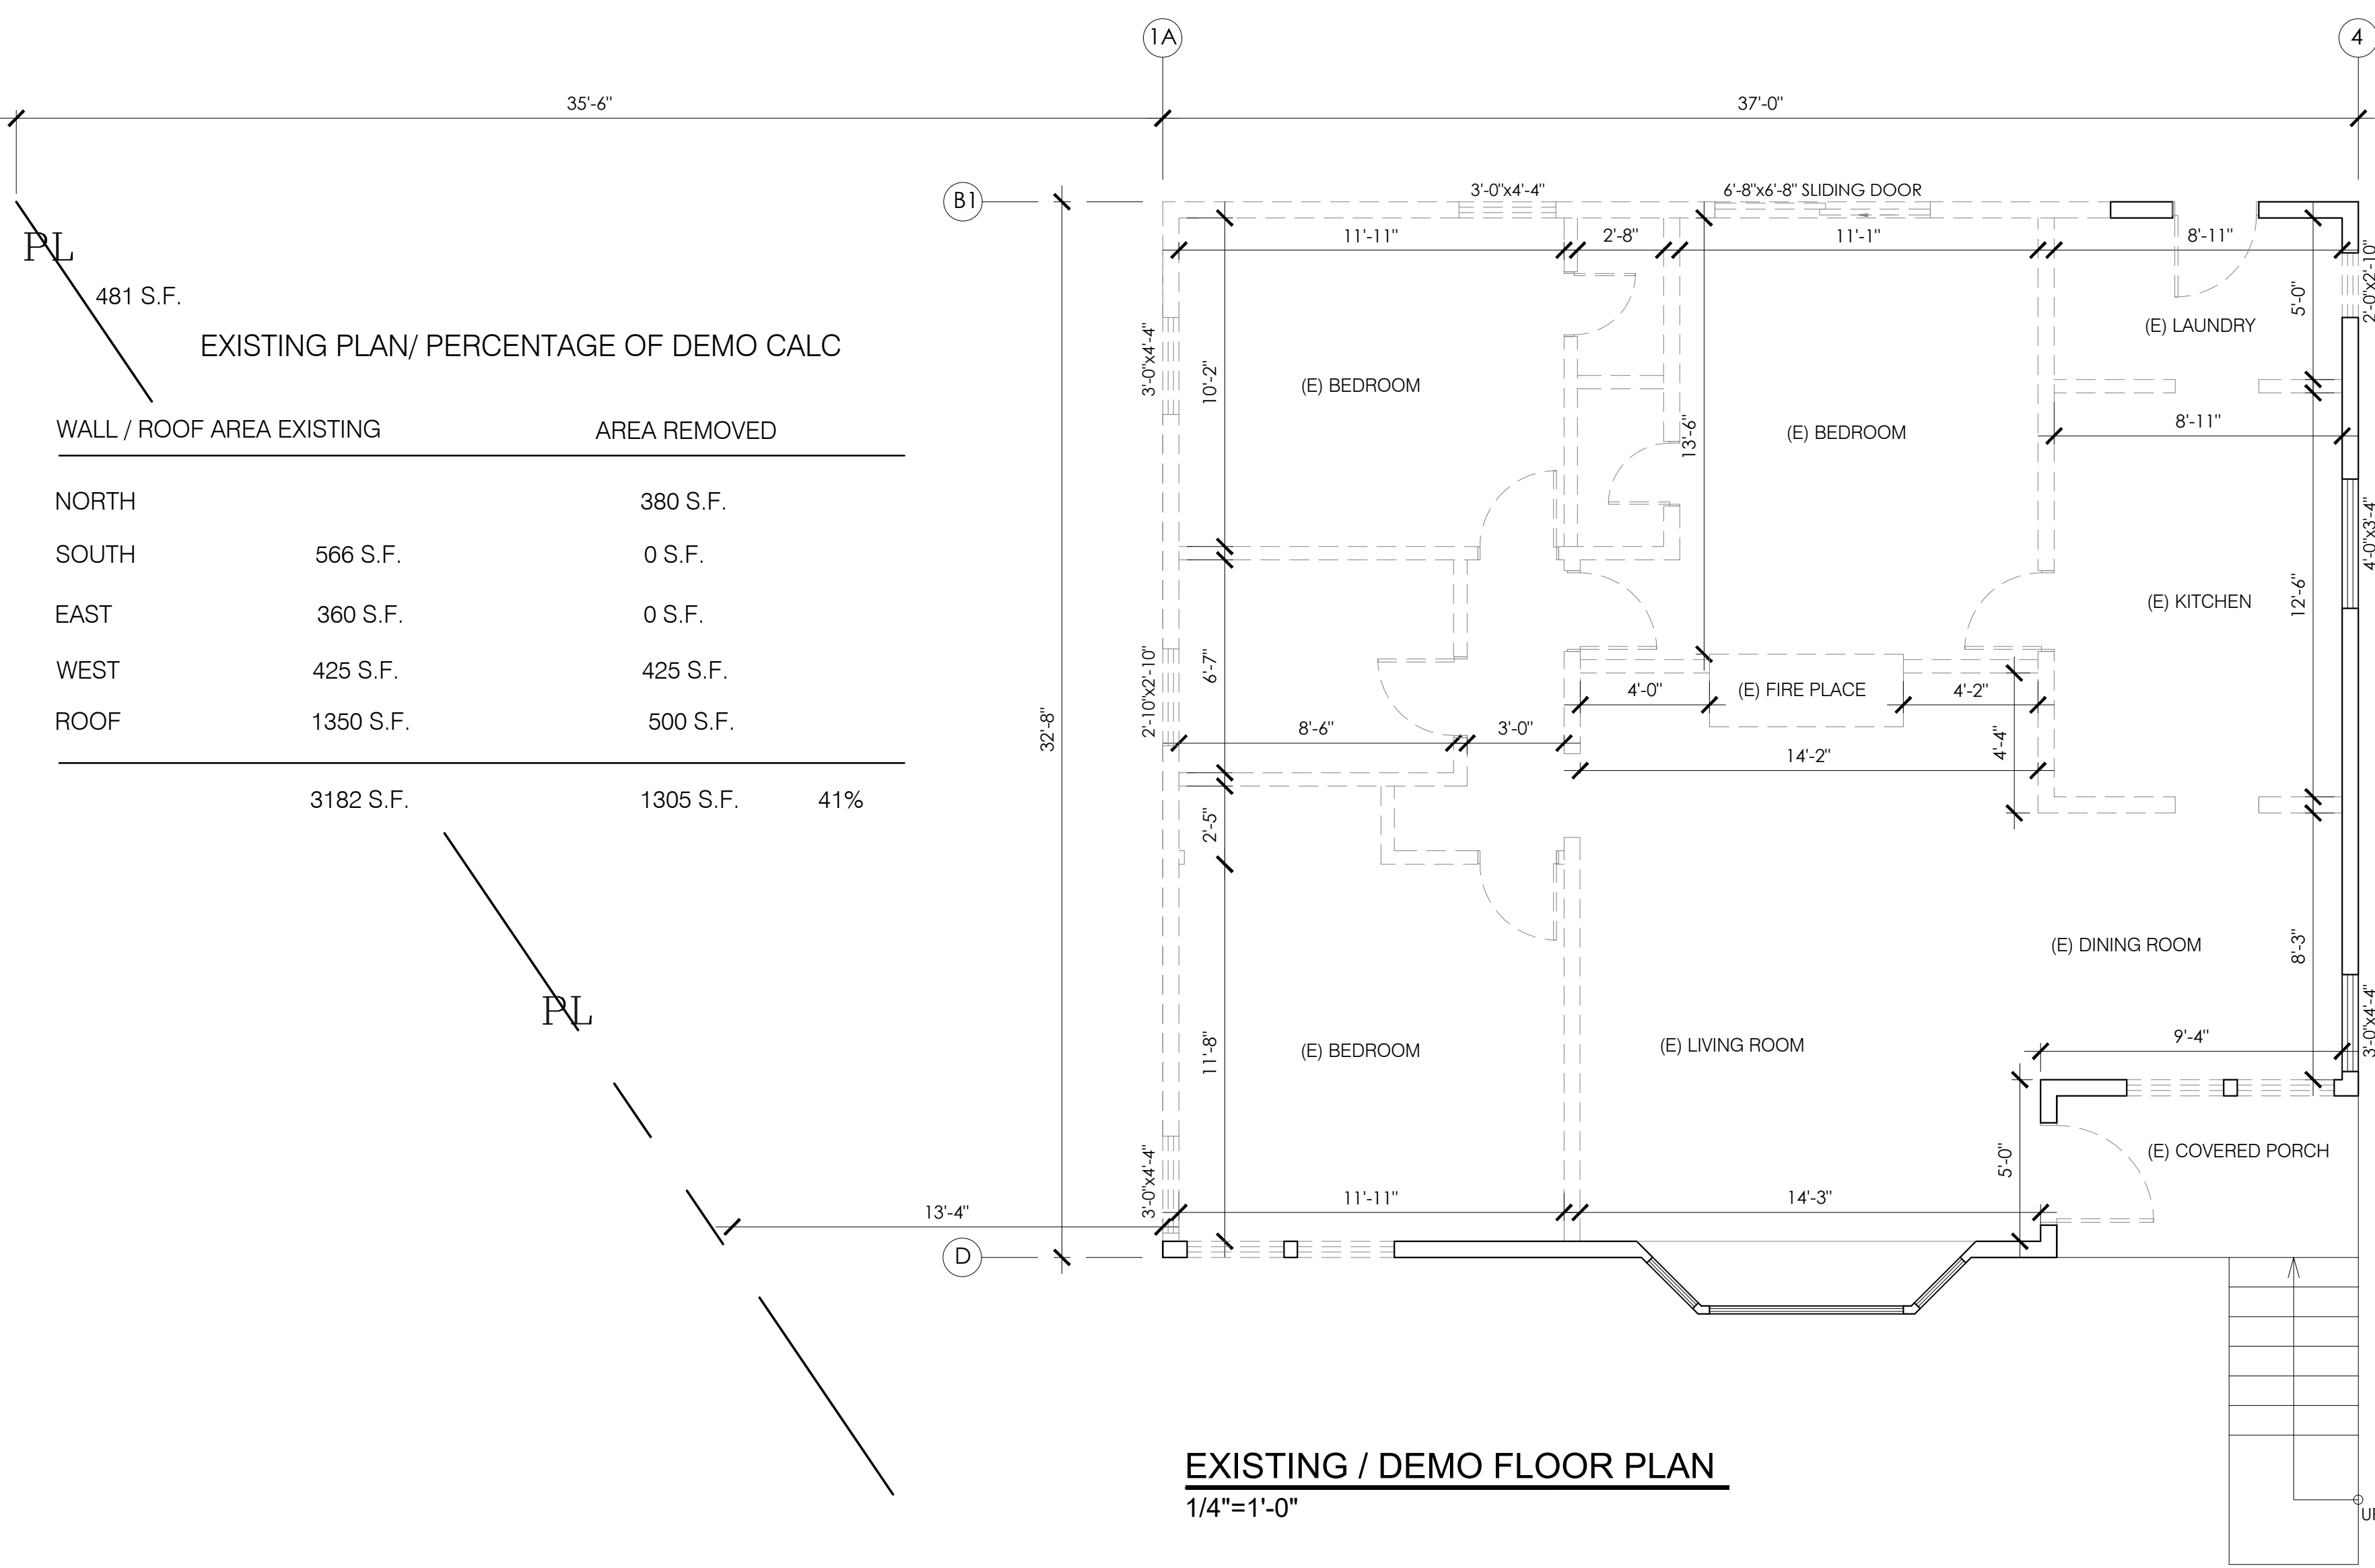 1A
4
35'-6"
37'-0"
B1
3'-0"x4'-4"
6'-8"x6'-8" SLIDING DOOR
PL
11'-11"
2'-8"
11'-1"
8'-11"
2'-0"x2'-10"
481 S.F.
5'-0"
(E) LAUNDRY
EXISTING PLAN/ PERCENTAGE OF DEMO CALC
3'-0"x4'-4"
10'-2"
(E) BEDROOM
WALL / ROOF AREA EXISTING AREA REMOVED
13'-6"
(E) BEDROOM
8'-11"
NORTH 380 S.F.
4'-0"x3'-4"
SOUTH 566 S.F. 0 S.F.
EAST 360 S.F. 0 S.F.
(E) KITCHEN
12'-6"
WEST 425 S.F. 425 S.F.
2'-10"x2'-10"
6'-7"
4'-0"
(E) FIRE PLACE
4'-2"
ROOF 1350 S.F. 500 S.F.
32'-8"
8'-6"
3'-0"
14'-2"
4'-4"
3182 S.F. 1305 S.F. 41%
2'-5"
(E) DINING ROOM
8'-3"
PL
3'-0"x4'-4"
9'-4"
11'-8"
(E) BEDROOM
(E) LIVING ROOM
5'-0"
(E) COVERED PORCH
3'-0"x4'-4"
13'-4"
11'-11"
14'-3"
D
EXISTING / DEMO FLOOR PLAN
1/4"=1'-0"